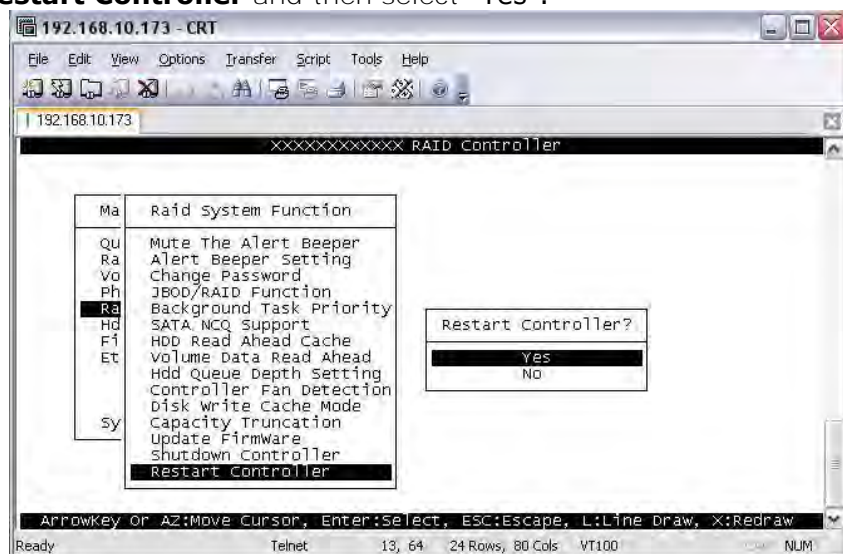 estart Controller and then select "Yes".
192.168.10.173 - CRT
File Edit View Options Transfer Script Tools Help
192.168.10.173
XXXXXXXXXXXX RAID Controller
Ma
Raid System Function
Qu
Mute The Alert Beeper
Ra
Alert Beeper Setting
Vo
Change Password
Ph
JBOD/RAID Function
Ra
Background Task Priority
Hd
SATA NCQ Support
Fi
HDD Read Ahead Cache
Et
Volume Data Read Ahead
Hdd Queue Depth Setting
Controller Fan Detection
Disk Write Cache Mode
Sy
Capacity Truncation
Update FirmWare
Shutdown Controller
Restart Controller
Restart Controller?
Yes
No
ArrowKey Or AZ:Move Cursor, Enter:Select, ESC:Escape, L:Line Draw, X:Redraw
Ready Telnet 13, 64 24 Rows, 80 Cols VT100 NUM